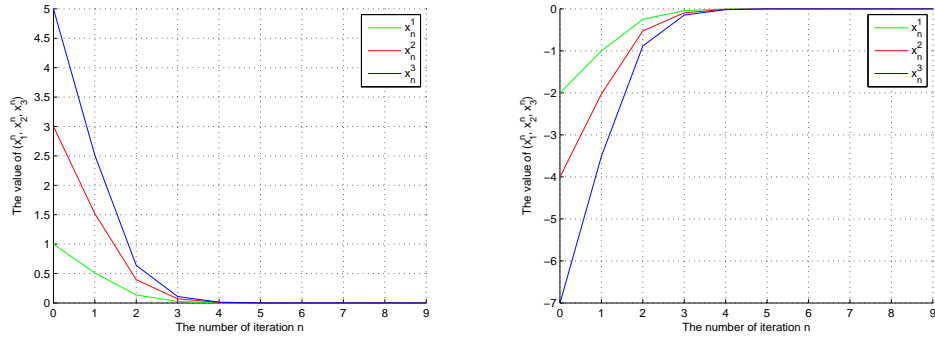 5
4.5
4
3.5
3
2.5
2
1.5
1
0.5
0
The value of (x_1^n, x_2^n, x_3^n)
x_n^1
x_n^2
x_n^3
0 1 2 3 4 5 6 7 8 9
The number of iteration n
0
−1
−2
−3
−4
−5
−6
−7
The value of (x_1^n, x_2^n, x_3^n)
x_n^1
x_n^2
x_n^3
0 1 2 3 4 5 6 7 8 9
The number of iteration n